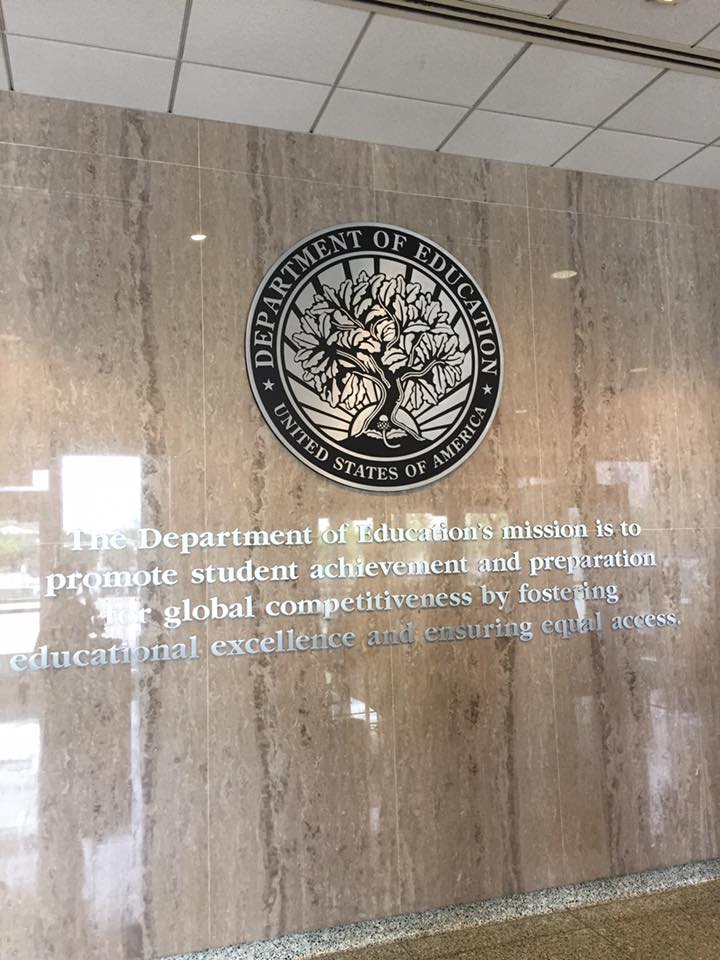 DEPARTMENT OF EDUCATION
UNITED STATES OF AMERICA
The Department of Education's mission is to
promote student achievement and preparation
for global competitiveness by fostering
educational excellence and ensuring equal access.